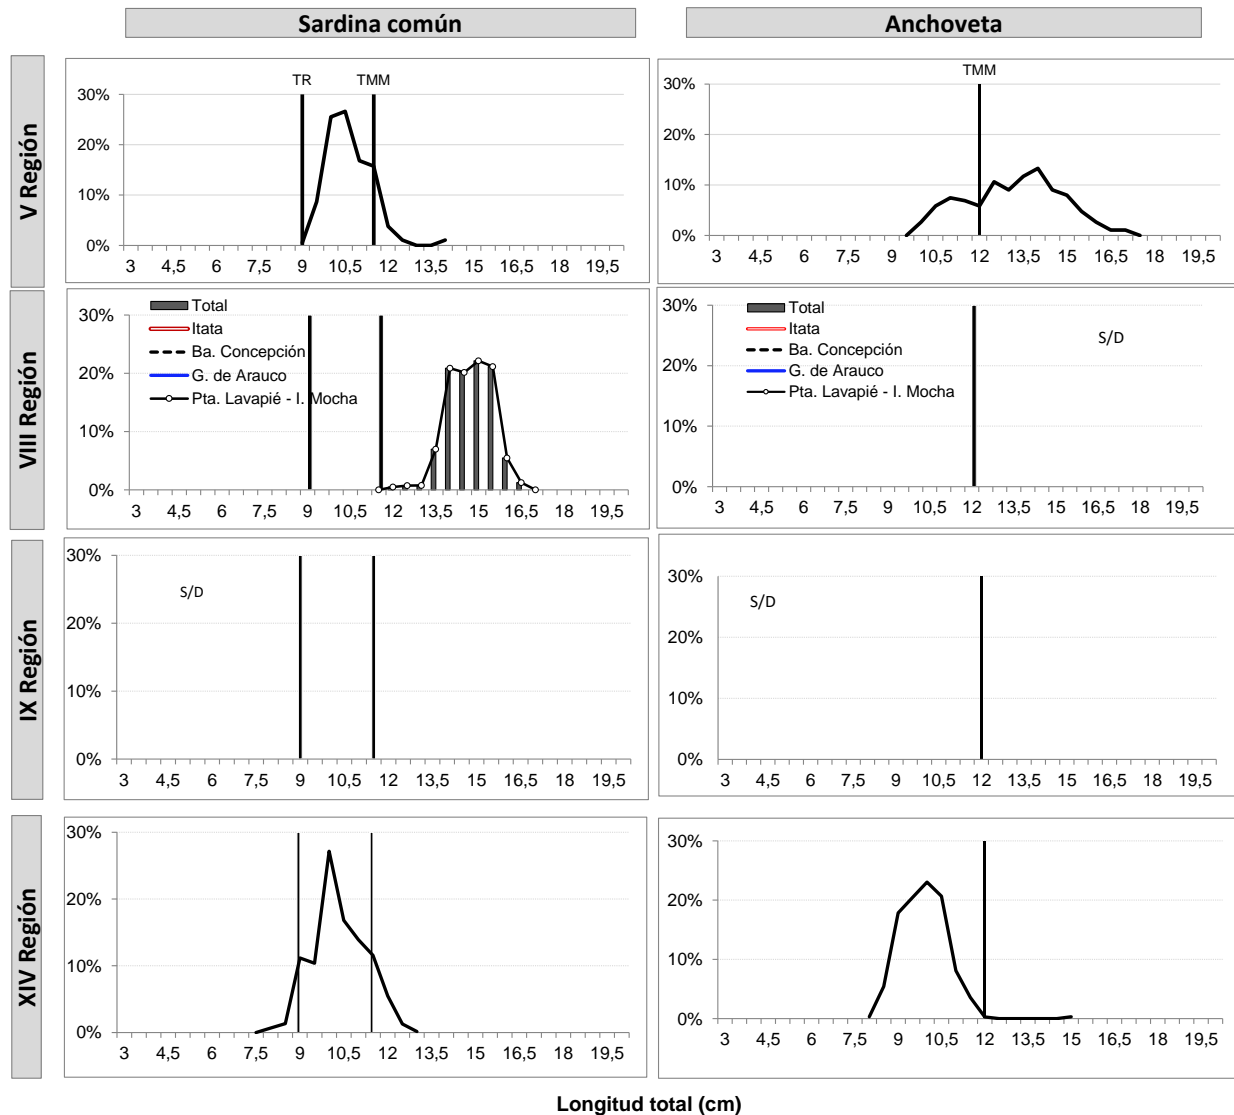 Sardina común
Anchoveta
V Región
TR
TMM
30%
20%
10%
0%
3 4,5 6 7,5 9 10,5 12 13,5 15 16,5 18 19,5
TMM
30%
20%
10%
0%
3 4,5 6 7,5 9 10,5 12 13,5 15 16,5 18 19,5
VIII Región
Total
Itata
Ba. Concepción
G. de Arauco
Pta. Lavapié - I. Mocha
30%
20%
10%
0%
3 4,5 6 7,5 9 10,5 12 13,5 15 16,5 18 19,5
Total
Itata
Ba. Concepción
G. de Arauco
Pta. Lavapié - I. Mocha
S/D
30%
20%
10%
0%
3 4,5 6 7,5 9 10,5 12 13,5 15 16,5 18 19,5
IX Región
S/D
30%
20%
10%
0%
3 4,5 6 7,5 9 10,5 12 13,5 15 16,5 18 19,5
S/D
30%
20%
10%
0%
3 4,5 6 7,5 9 10,5 12 13,5 15 16,5 18 19,5
XIV Región
30%
20%
10%
0%
3 4,5 6 7,5 9 10,5 12 13,5 15 16,5 18 19,5
30%
20%
10%
0%
3 4,5 6 7,5 9 10,5 12 13,5 15 16,5 18 19,5
Longitud total (cm)